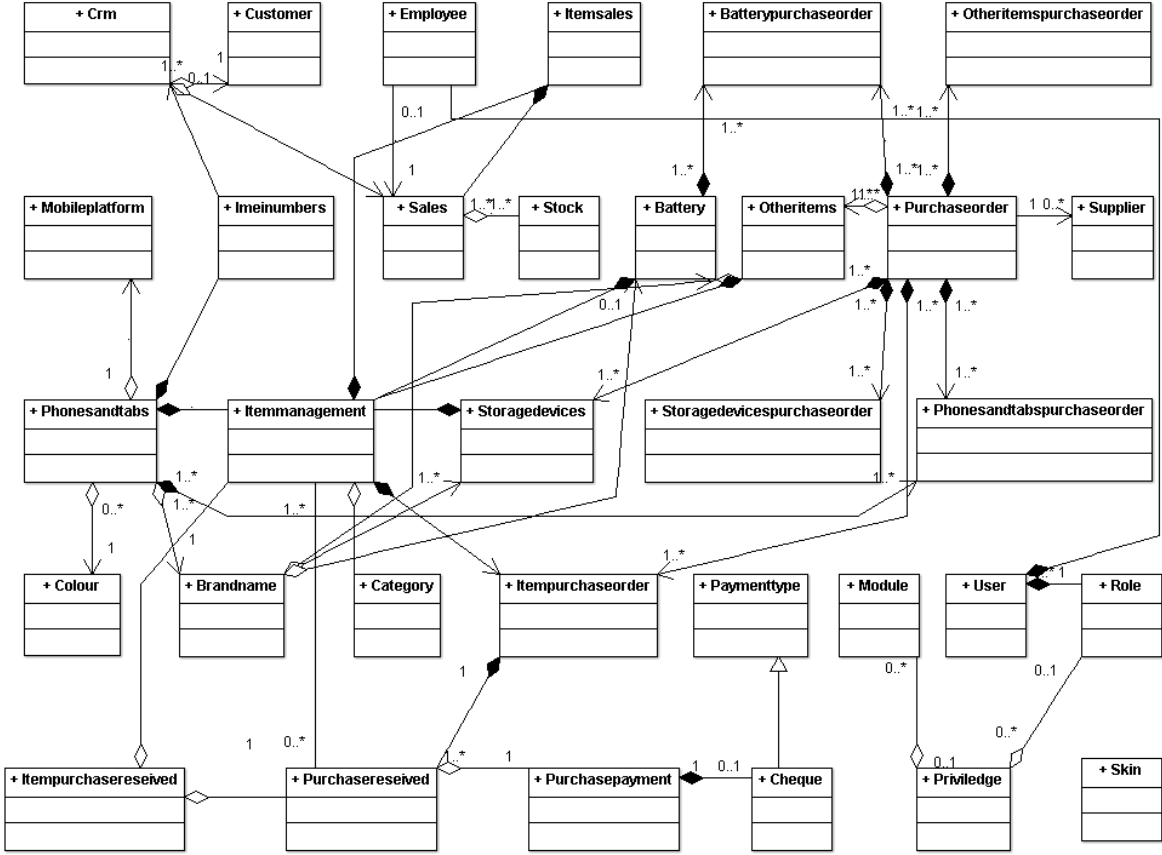 + Crm
+ Customer
+ Employee
+ Itemsales
+ Batterypurchaseorder
+ Otheritemspurchaseorder
1..*
0..1
1
0..1
1
1..*
1..*
1..*
1..*
1..*
1..*
1..*
+ Mobileplatform
+ Imeinumbers
+ Sales
1..*
1..*
+ Stock
+ Battery
+ Otheritems
11**
+ Purchaseorder
1
0..*
+ Supplier
1..*
0..1
1..*
1..*
1..*
1
1..*
1..*
1..*
+ Phonesandtabs
+ Itemmanagement
+ Storagedevices
+ Storagedevicespurchaseorder
+ Phonesandtabspurchaseorder
1..*
1..*
1..*
0..*
1..*
1..*
1
1
1..*
+ Colour
+ Brandname
+ Category
+ Itempurchaseorder
+ Paymenttype
+ Module
+ User
1
+ Role
1
0..*
0..1
1
0..*
1..*
1
1
0..1
0..1
0..*
+ Itempurchasereseived
+ Purchasereseived
+ Purchasepayment
+ Cheque
+ Priviledge
+ Skin